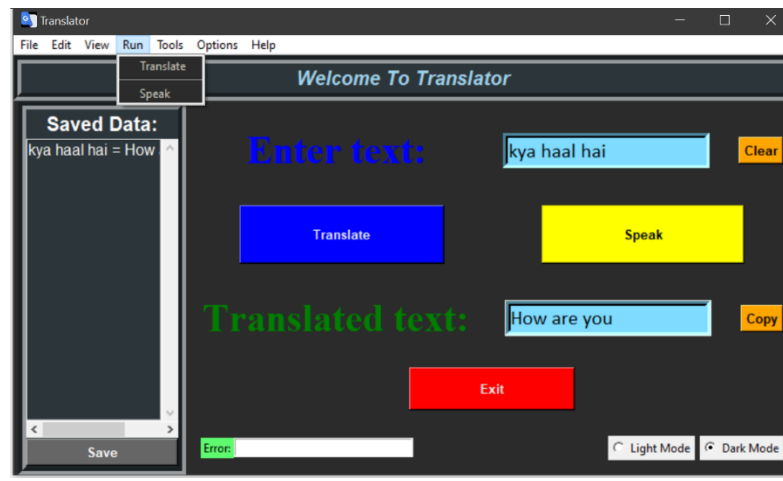 Translator
File Edit View Run Tools Options Help
Translate
Speak
Welcome To Translator
Saved Data:
kya haal hai = How
Save
Enter text:
kya haal hai
Clear
Translate
Speak
Translated text:
How are you
Copy
Exit
Error:
Light Mode
Dark Mode